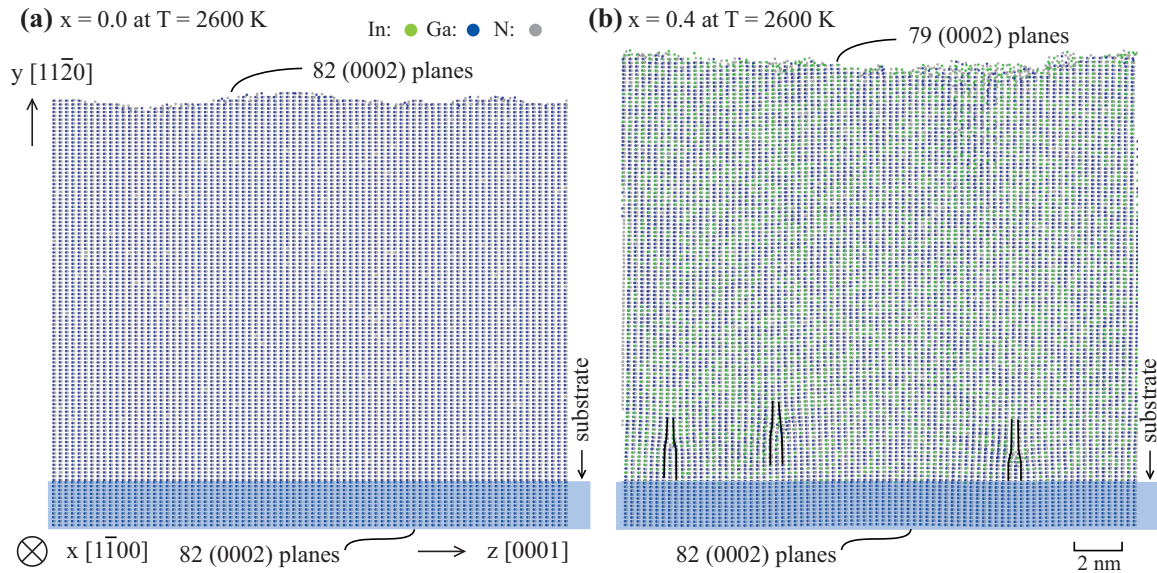 (a) x = 0.0 at T = 2600 K
In: Ga: N:
(b) x = 0.4 at T = 2600 K
y [112̄0]
82 (0002) planes
79 (0002) planes
substrate
substrate
x [11̄00]
82 (0002) planes
z [0001]
82 (0002) planes
2 nm